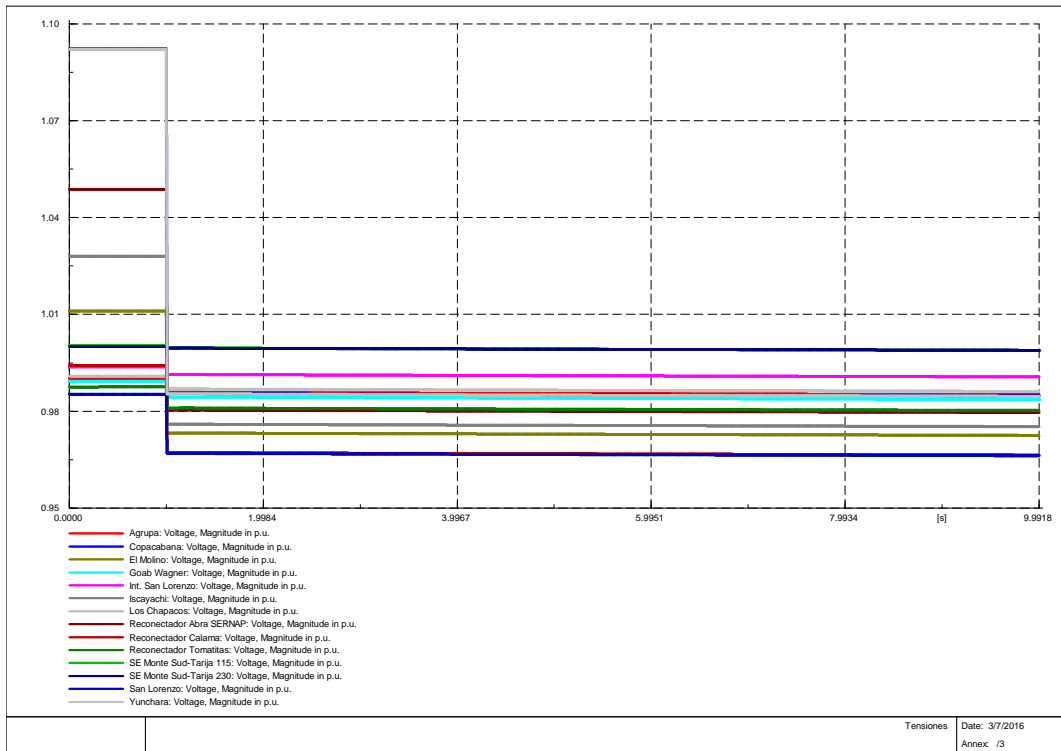 1.10
1.07
1.04
1.01
0.98
0.95
0.0000 1.9984 3.9967 5.9951 7.9934 [s] 9.9918
Agrupa: Voltage, Magnitude in p.u.
Copacabana: Voltage, Magnitude in p.u.
El Molino: Voltage, Magnitude in p.u.
Goab Wagner: Voltage, Magnitude in p.u.
Int. San Lorenzo: Voltage, Magnitude in p.u.
Iscayachi: Voltage, Magnitude in p.u.
Los Chapacos: Voltage, Magnitude in p.u.
Reconectador Abra SERNAP: Voltage, Magnitude in p.u.
Reconectador Calama: Voltage, Magnitude in p.u.
Reconectador Tomatitas: Voltage, Magnitude in p.u.
SE Monte Sud-Tarija 115: Voltage, Magnitude in p.u.
SE Monte Sud-Tarija 230: Voltage, Magnitude in p.u.
San Lorenzo: Voltage, Magnitude in p.u.
Yunchara: Voltage, Magnitude in p.u.
Tensiones
Date: 3/7/2016
Annex: /3